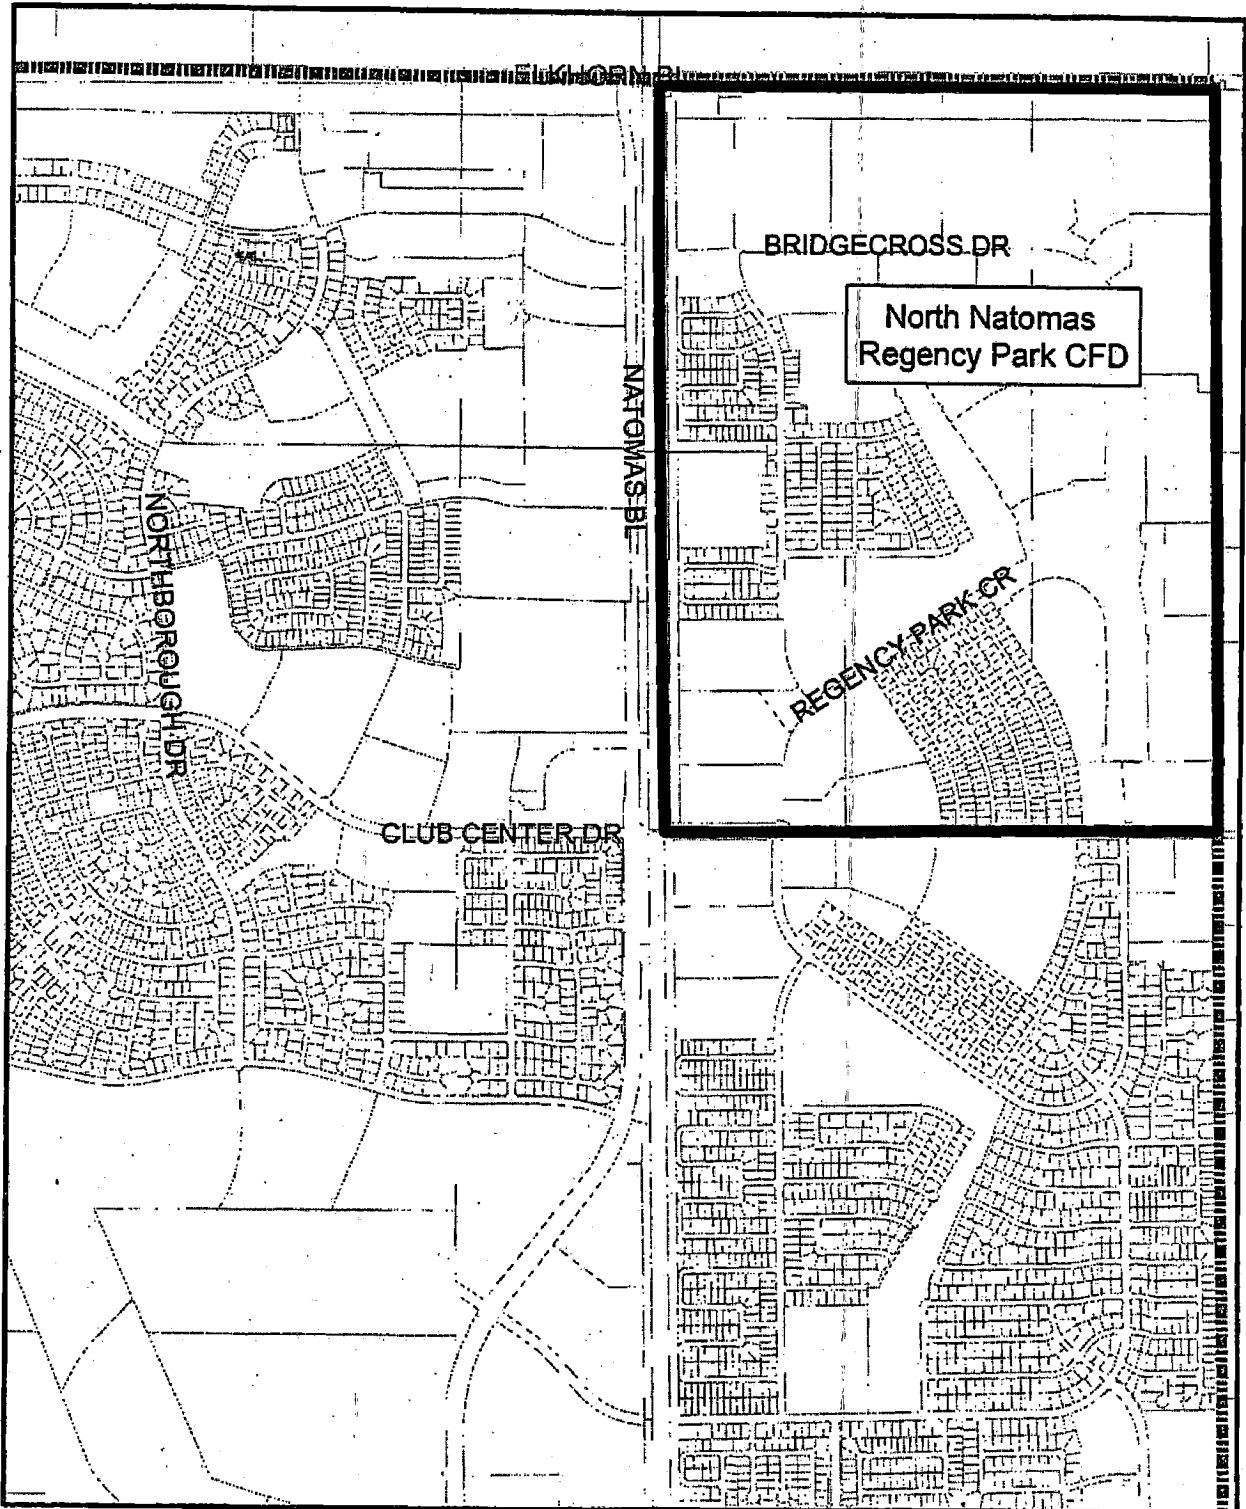 ELKHORN BL
BRIDGECROSS DR
North Natomas
Regency Park CFD
NATOMAS BL
NORTHBOROUGH DR
REGENCY PARK CR
CLUB CENTER DR